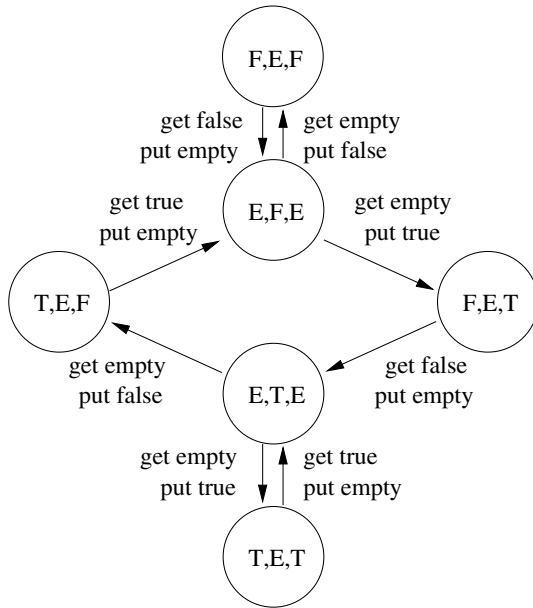 F,E,F
get false
put empty
get empty
put false
E,F,E
get true
put empty
get empty
put true
T,E,F
F,E,T
get empty
put false
E,T,E
get false
put empty
get empty
put true
get true
put empty
T,E,T